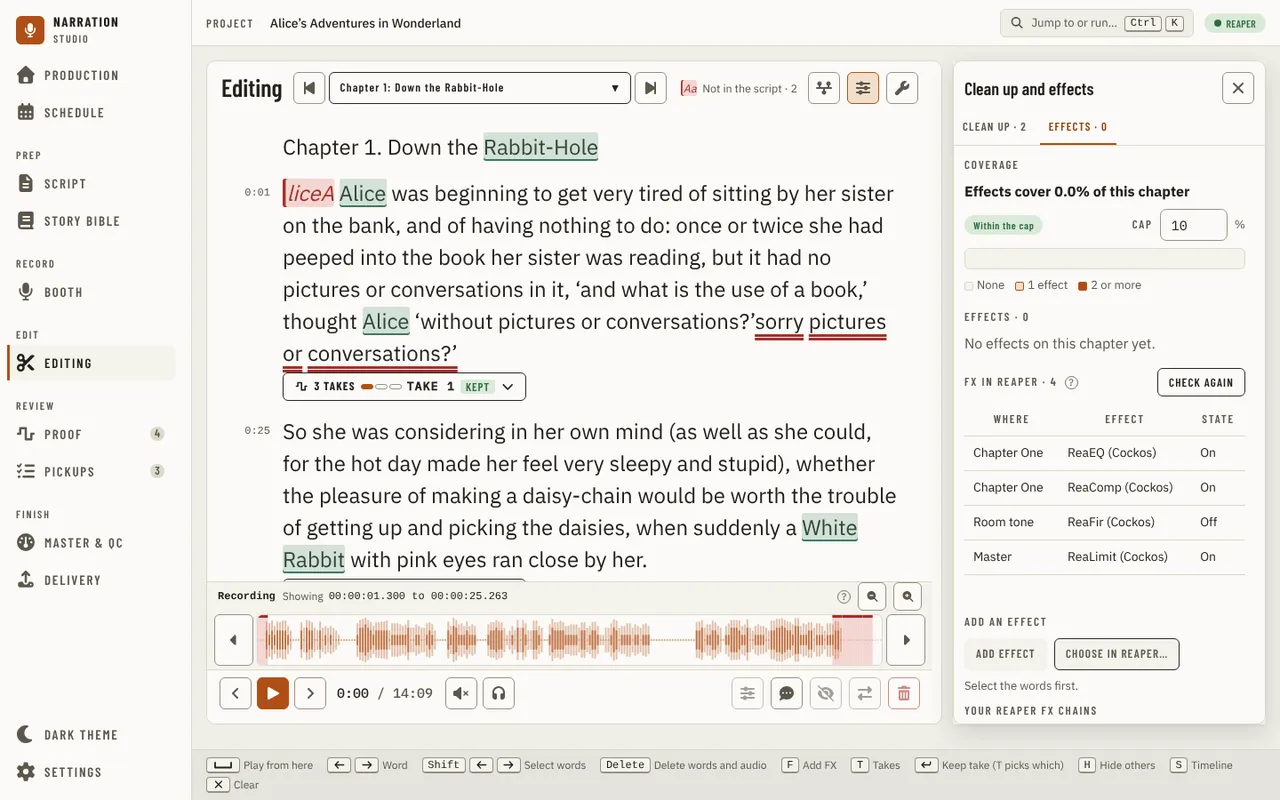 NARRATION
STUDIO
PRODUCTION
SCHEDULE
PREP
SCRIPT
STORY BIBLE
RECORD
BOOTH
EDIT
EDITING
REVIEW
PROOF 4
PICKUPS 3
FINISH
MASTER & QC
DELIVERY
DARK THEME
SETTINGS
PROJECT Alice's Adventures in Wonderland
Jump to or run... Ctrl K
REAPER
Editing
Chapter 1: Down the Rabbit-Hole
Aa Not in the script · 2
Chapter 1. Down the Rabbit-Hole
0:01 liceA Alice was beginning to get very tired of sitting by her sister
on the bank, and of having nothing to do: once or twice she had
peeped into the book her sister was reading, but it had no
pictures or conversations in it, ‘and what is the use of a book,’
thought Alice ‘without pictures or conversations?’sorry pictures
or conversations?’
3 TAKES TAKE 1 KEPT
0:25 So she was considering in her own mind (as well as she could,
for the hot day made her feel very sleepy and stupid), whether
the pleasure of making a daisy-chain would be worth the trouble
of getting up and picking the daisies, when suddenly a White
Rabbit with pink eyes ran close by her.
Recording Showing 00:00:01.300 to 00:00:25.263
?
0:00 / 14:09
Clean up and effects
CLEAN UP · 2 EFFECTS · 0
COVERAGE
Effects cover 0.0% of this chapter
Within the cap CAP 10 %
None 1 effect 2 or more
EFFECTS · 0
No effects on this chapter yet.
FX IN REAPER · 4 ? CHECK AGAIN
WHERE EFFECT STATE
Chapter One ReaEQ (Cockos) On
Chapter One ReaComp (Cockos) On
Room tone ReaFir (Cockos) Off
Master ReaLimit (Cockos) On
ADD AN EFFECT
ADD EFFECT CHOOSE IN REAPER...
Select the words first.
YOUR REAPER FX CHAINS
Play from here ← → Word Shift ← → Select words Delete Delete words and audio F Add FX T Takes ↵ Keep take (T picks which) H Hide others S Timeline
✕ Clear